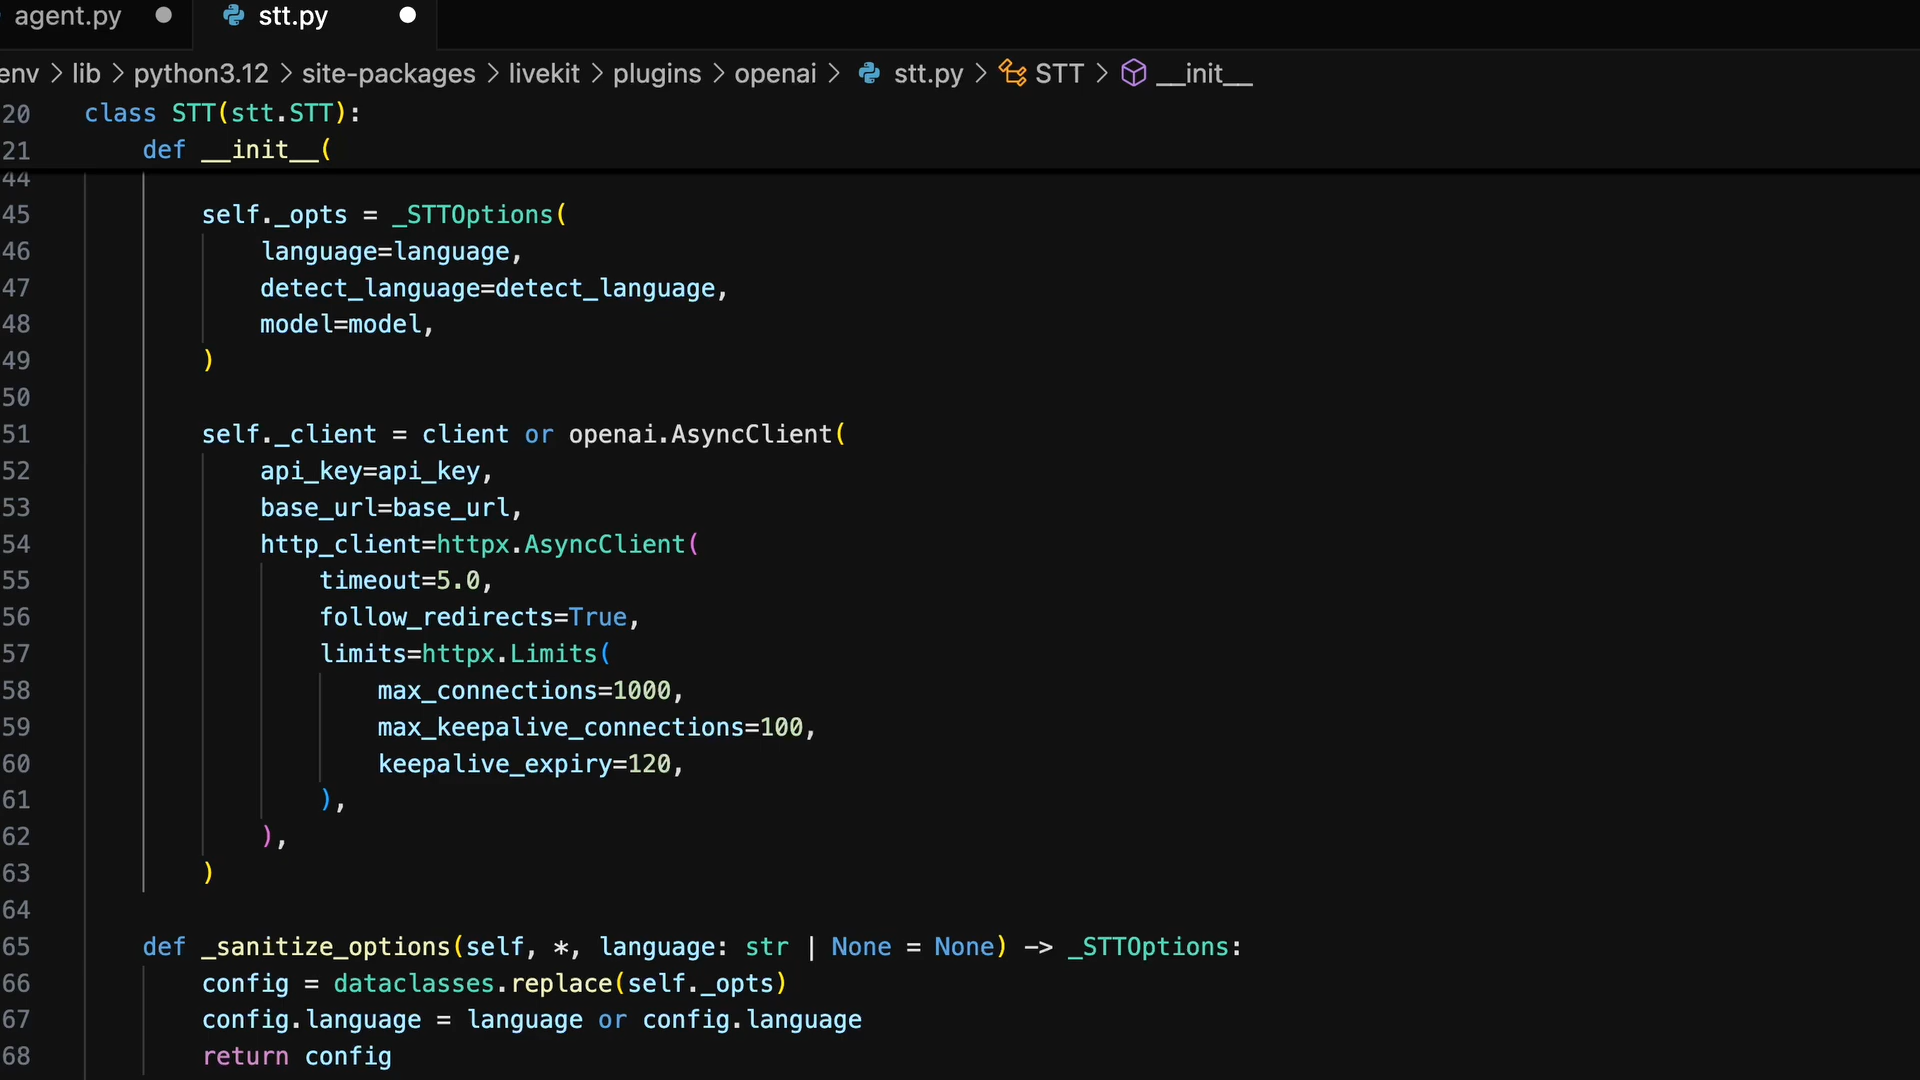 agent.py
stt.py
env > lib > python3.12 > site-packages > livekit > plugins > openai > stt.py > STT > __init__
20 class STT(stt.STT):
21 def __init__(
44
45 self._opts = _STTOptions(
46 language=language,
47 detect_language=detect_language,
48 model=model,
49 )
50
51 self._client = client or openai.AsyncClient(
52 api_key=api_key,
53 base_url=base_url,
54 http_client=httpx.AsyncClient(
55 timeout=5.0,
56 follow_redirects=True,
57 limits=httpx.Limits(
58 max_connections=1000,
59 max_keepalive_connections=100,
60 keepalive_expiry=120,
61 ),
62 ),
63 )
64
65 def _sanitize_options(self, *, language: str | None = None) -> _STTOptions:
66 config = dataclasses.replace(self._opts)
67 config.language = language or config.language
68 return config